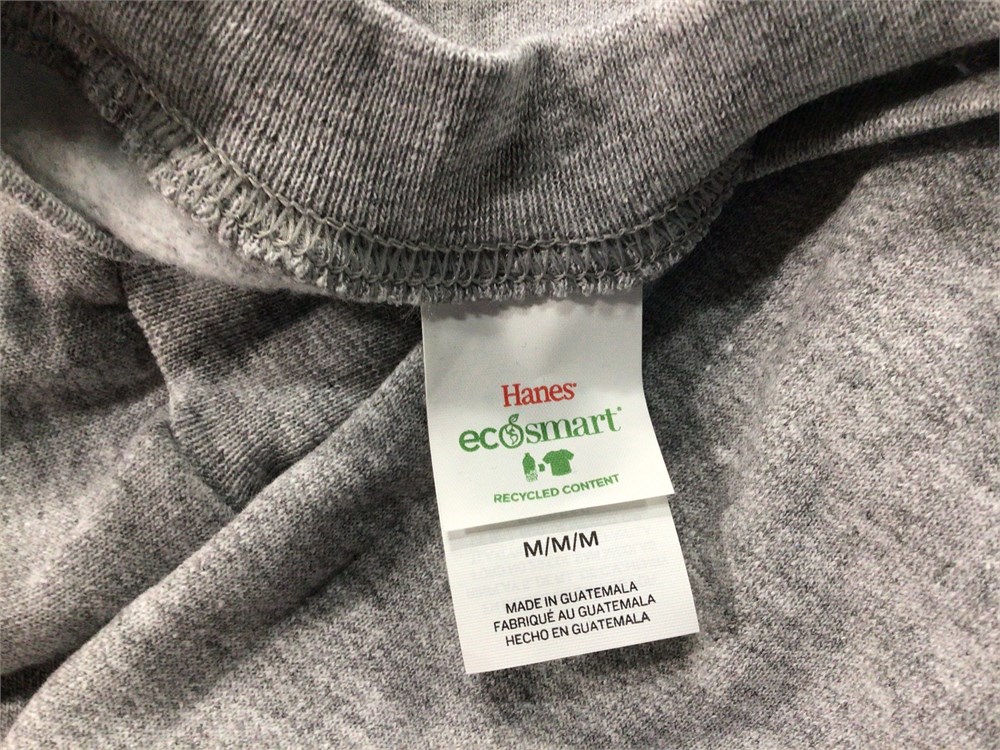 Hanes
ecosmart
RECYCLED CONTENT
M/M/M
MADE IN GUATEMALA
FABRIQUÉ AU GUATEMALA
HECHO EN GUATEMALA